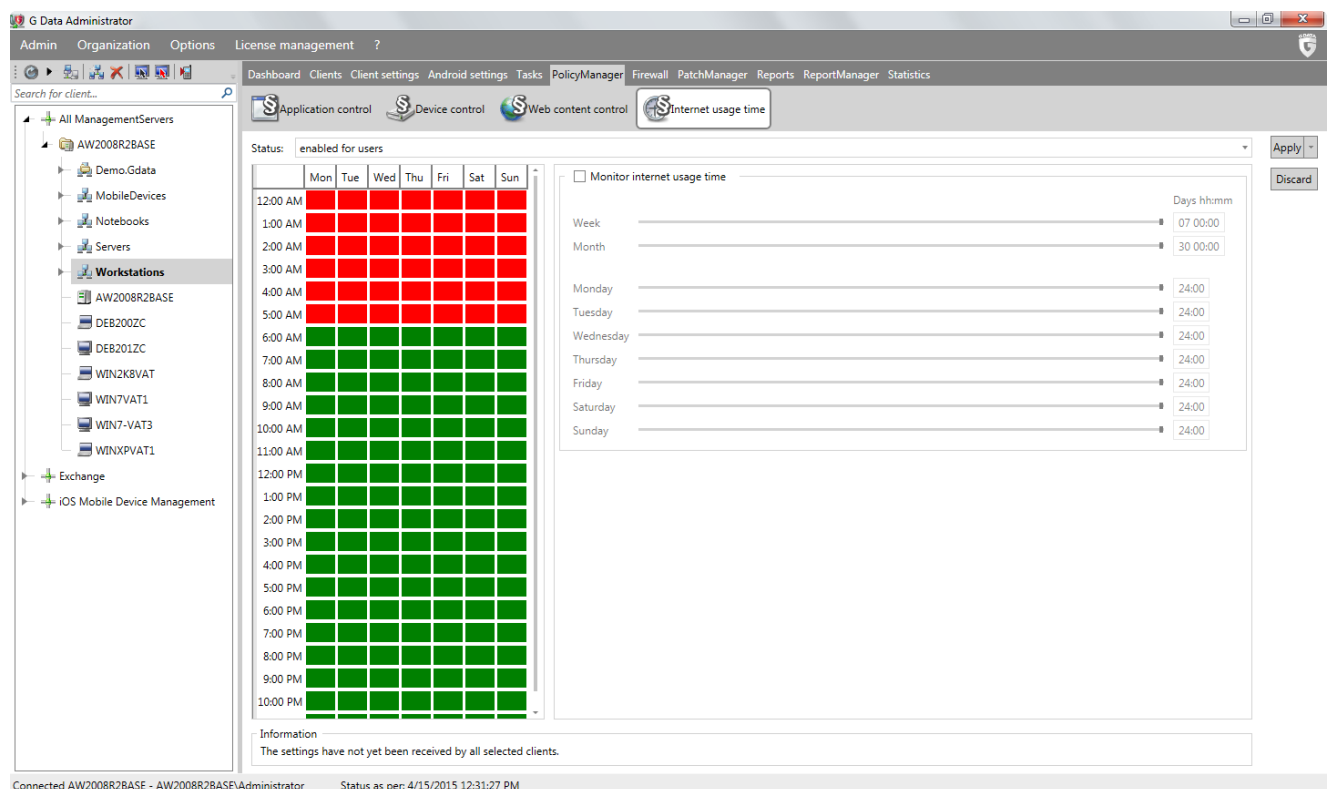 G Data Administrator
Admin Organization Options License management ?
Dashboard Clients Client settings Android settings Tasks PolicyManager Firewall PatchManager Reports ReportManager Statistics
Search for client...
Application control Device control Web content control Internet usage time
All ManagementServers
AW2008R2BASE
Demo.Gdata
MobileDevices
Notebooks
Servers
Workstations
AW2008R2BASE
DEB200ZC
DEB201ZC
WIN2K8VAT
WIN7VAT1
WIN7-VAT3
WINXPVAT1
Exchange
iOS Mobile Device Management
Status: enabled for users
Apply
Discard
Mon Tue Wed Thu Fri Sat Sun
12:00 AM
1:00 AM
2:00 AM
3:00 AM
4:00 AM
5:00 AM
6:00 AM
7:00 AM
8:00 AM
9:00 AM
10:00 AM
11:00 AM
12:00 PM
1:00 PM
2:00 PM
3:00 PM
4:00 PM
5:00 PM
6:00 PM
7:00 PM
8:00 PM
9:00 PM
10:00 PM
Monitor internet usage time
Days hh:mm
Week 07 00:00
Month 30 00:00
Monday 24:00
Tuesday 24:00
Wednesday 24:00
Thursday 24:00
Friday 24:00
Saturday 24:00
Sunday 24:00
Information
The settings have not yet been received by all selected clients.
Connected AW2008R2BASE - AW2008R2BASE\Administrator Status as per: 4/15/2015 12:31:27 PM